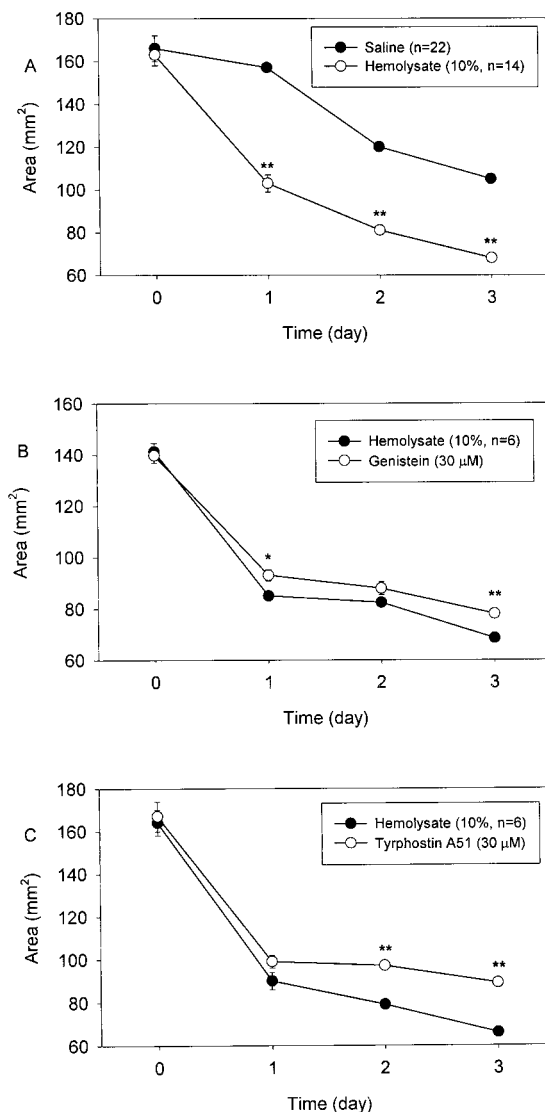 180
A
Saline (n=22)
Hemolysate (10%, n=14)
160
140
120
100
80
60
Area (mm²)
**
**
**
0 1 2 3
Time (day)
160
B
Hemolysate (10%, n=6)
Genistein (30 μM)
140
120
100
80
60
Area (mm²)
*
**
0 1 2 3
Time (day)
180
C
Hemolysate (10%, n=6)
Tyrphostin A51 (30 μM)
160
140
120
100
80
60
Area (mm²)
**
**
0 1 2 3
Time (day)